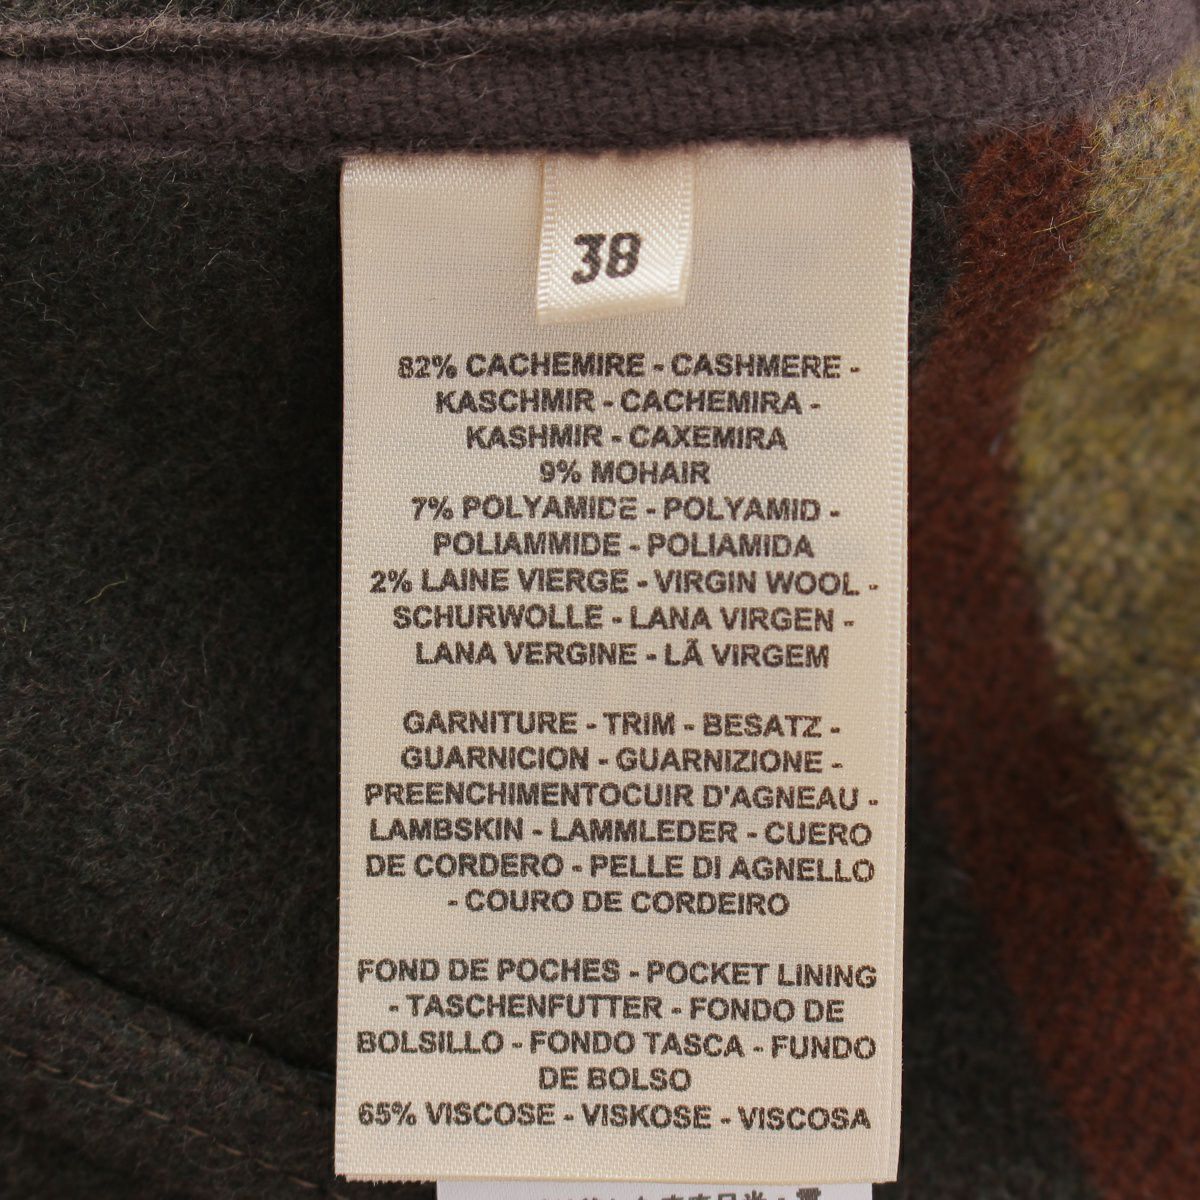 38
82% CACHEMIRE - CASHMERE -
KASCHMIR - CACHEMIRA -
KASHMIR - CAXEMIRA
9% MOHAIR
7% POLYAMIDE - POLYAMID -
POLIAMMIDE - POLIAMIDA
2% LAINE VIERGE - VIRGIN WOOL -
SCHURWOLLE - LANA VIRGEN -
LANA VERGINE - LÃ VIRGEM
GARNITURE - TRIM - BESATZ -
GUARNICION - GUARNIZIONE -
PREENCHIMENTOCUIR D'AGNEAU -
LAMBSKIN - LAMMLEDER - CUERO
DE CORDERO - PELLE DI AGNELLO
- COURO DE CORDEIRO
FOND DE POCHES - POCKET LINING
- TASCHENFUTTER - FONDO DE
BOLSILLO - FONDO TASCA - FUNDO
DE BOLSO
65% VISCOSE - VISKOSE - VISCOSA